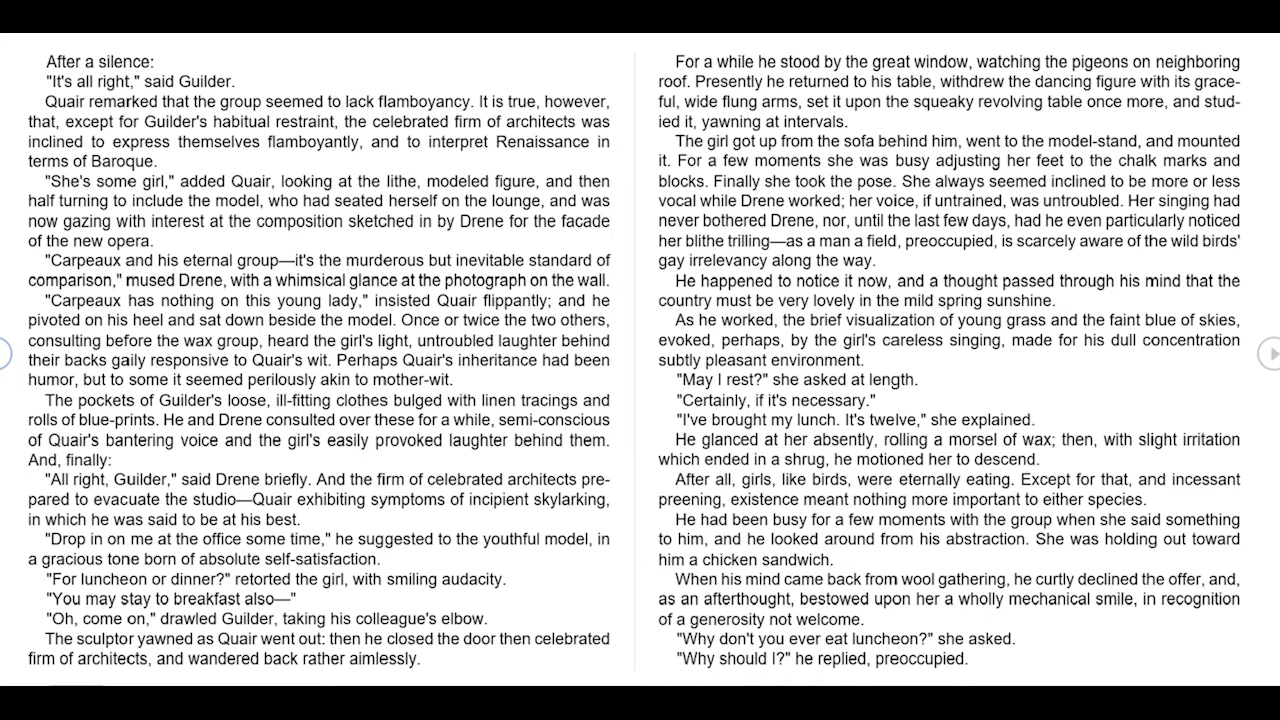 After a silence:
"It's all right," said Guilder.
Quair remarked that the group seemed to lack flamboyancy. It is true, however,
that, except for Guilder's habitual restraint, the celebrated firm of architects was
inclined to express themselves flamboyantly, and to interpret Renaissance in
terms of Baroque.
"She's some girl," added Quair, looking at the lithe, modeled figure, and then
half turning to include the model, who had seated herself on the lounge, and was
now gazing with interest at the composition sketched in by Drene for the facade
of the new opera.
"Carpeaux and his eternal group—it's the murderous but inevitable standard of
comparison," mused Drene, with a whimsical glance at the photograph on the wall.
"Carpeaux has nothing on this young lady," insisted Quair flippantly; and he
pivoted on his heel and sat down beside the model. Once or twice the two others,
consulting before the wax group, heard the girl's light, untroubled laughter behind
their backs gaily responsive to Quair's wit. Perhaps Quair's inheritance had been
humor, but to some it seemed perilously akin to mother-wit.
The pockets of Guilder's loose, ill-fitting clothes bulged with linen tracings and
rolls of blue-prints. He and Drene consulted over these for a while, semi-conscious
of Quair's bantering voice and the girl's easily provoked laughter behind them.
And, finally:
"All right, Guilder," said Drene briefly. And the firm of celebrated architects pre-
pared to evacuate the studio—Quair exhibiting symptoms of incipient skylarking,
in which he was said to be at his best.
"Drop in on me at the office some time," he suggested to the youthful model, in
a gracious tone born of absolute self-satisfaction.
"For luncheon or dinner?" retorted the girl, with smiling audacity.
"You may stay to breakfast also—"
"Oh, come on," drawled Guilder, taking his colleague's elbow.
The sculptor yawned as Quair went out: then he closed the door then celebrated
firm of architects, and wandered back rather aimlessly.
For a while he stood by the great window, watching the pigeons on neighboring
roof. Presently he returned to his table, withdrew the dancing figure with its grace-
ful, wide flung arms, set it upon the squeaky revolving table once more, and stud-
ied it, yawning at intervals.
The girl got up from the sofa behind him, went to the model-stand, and mounted
it. For a few moments she was busy adjusting her feet to the chalk marks and
blocks. Finally she took the pose. She always seemed inclined to be more or less
vocal while Drene worked; her voice, if untrained, was untroubled. Her singing had
never bothered Drene, nor, until the last few days, had he even particularly noticed
her blithe trilling—as a man a field, preoccupied, is scarcely aware of the wild birds'
gay irrelevancy along the way.
He happened to notice it now, and a thought passed through his mind that the
country must be very lovely in the mild spring sunshine.
As he worked, the brief visualization of young grass and the faint blue of skies,
evoked, perhaps, by the girl's careless singing, made for his dull concentration
subtly pleasant environment.
"May I rest?" she asked at length.
"Certainly, if it's necessary."
"I've brought my lunch. It's twelve," she explained.
He glanced at her absently, rolling a morsel of wax; then, with slight irritation
which ended in a shrug, he motioned her to descend.
After all, girls, like birds, were eternally eating. Except for that, and incessant
preening, existence meant nothing more important to either species.
He had been busy for a few moments with the group when she said something
to him, and he looked around from his abstraction. She was holding out toward
him a chicken sandwich.
When his mind came back from wool gathering, he curtly declined the offer, and,
as an afterthought, bestowed upon her a wholly mechanical smile, in recognition
of a generosity not welcome.
"Why don't you ever eat luncheon?" she asked.
"Why should I?" he replied, preoccupied.